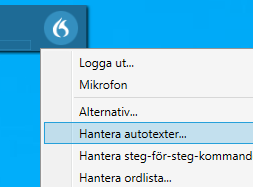 Logga ut...
Mikrofon
Alternativ...
Hantera autotexter...
Hantera steg-för-steg-kommand
Hantera ordlista...